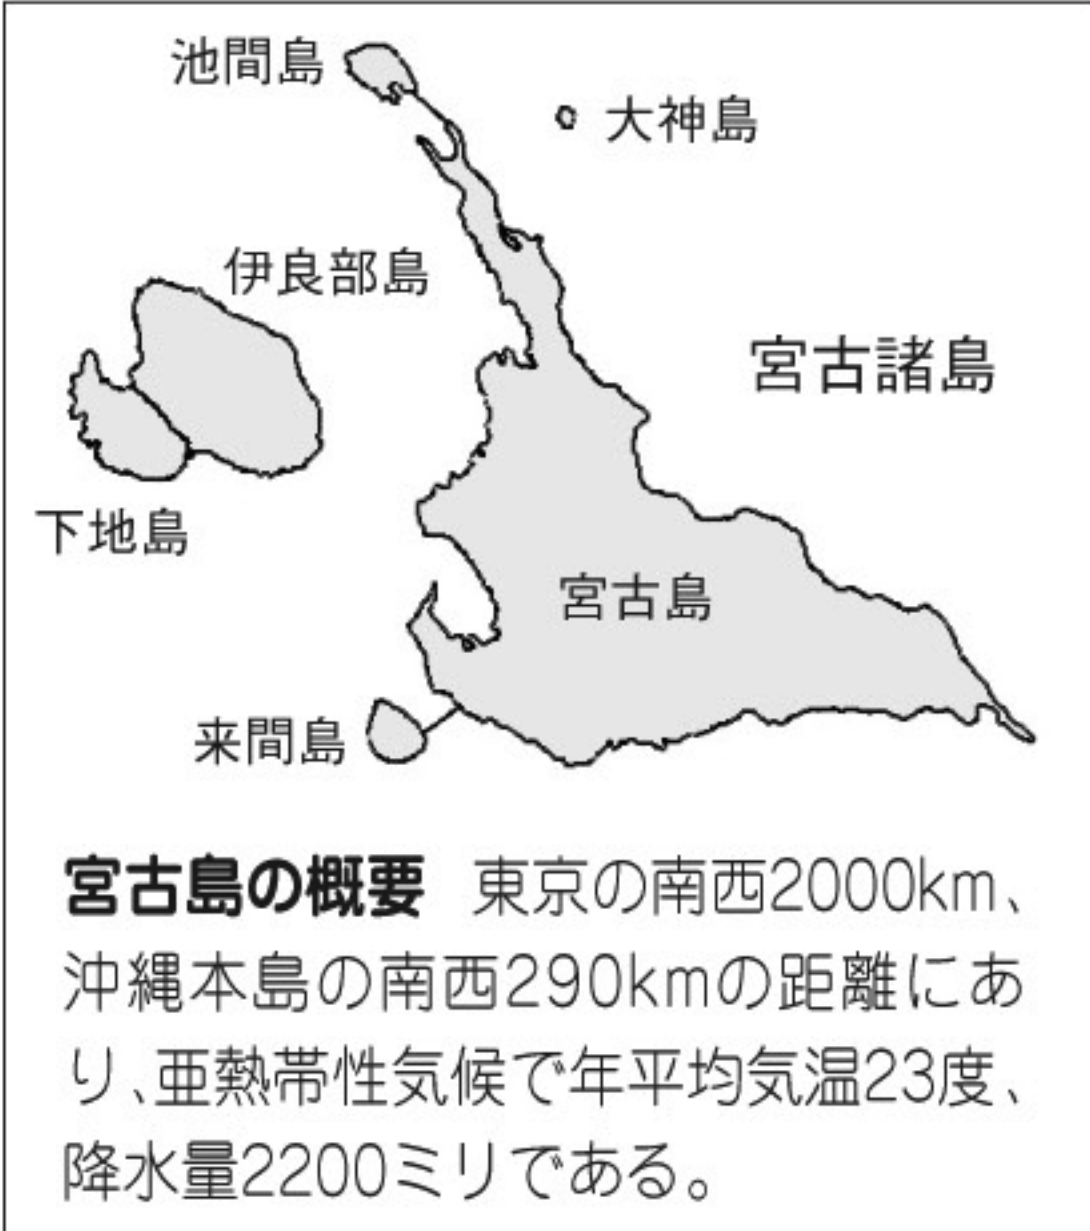 池間島
大神島
伊良部島
宮古諸島
下地島
宮古島
来間島
宮古島の概要 東京の南西2000km、
沖縄本島の南西290kmの距離にあ
り、亜熱帯性気候で年平均気温23度、
降水量2200ミリである。